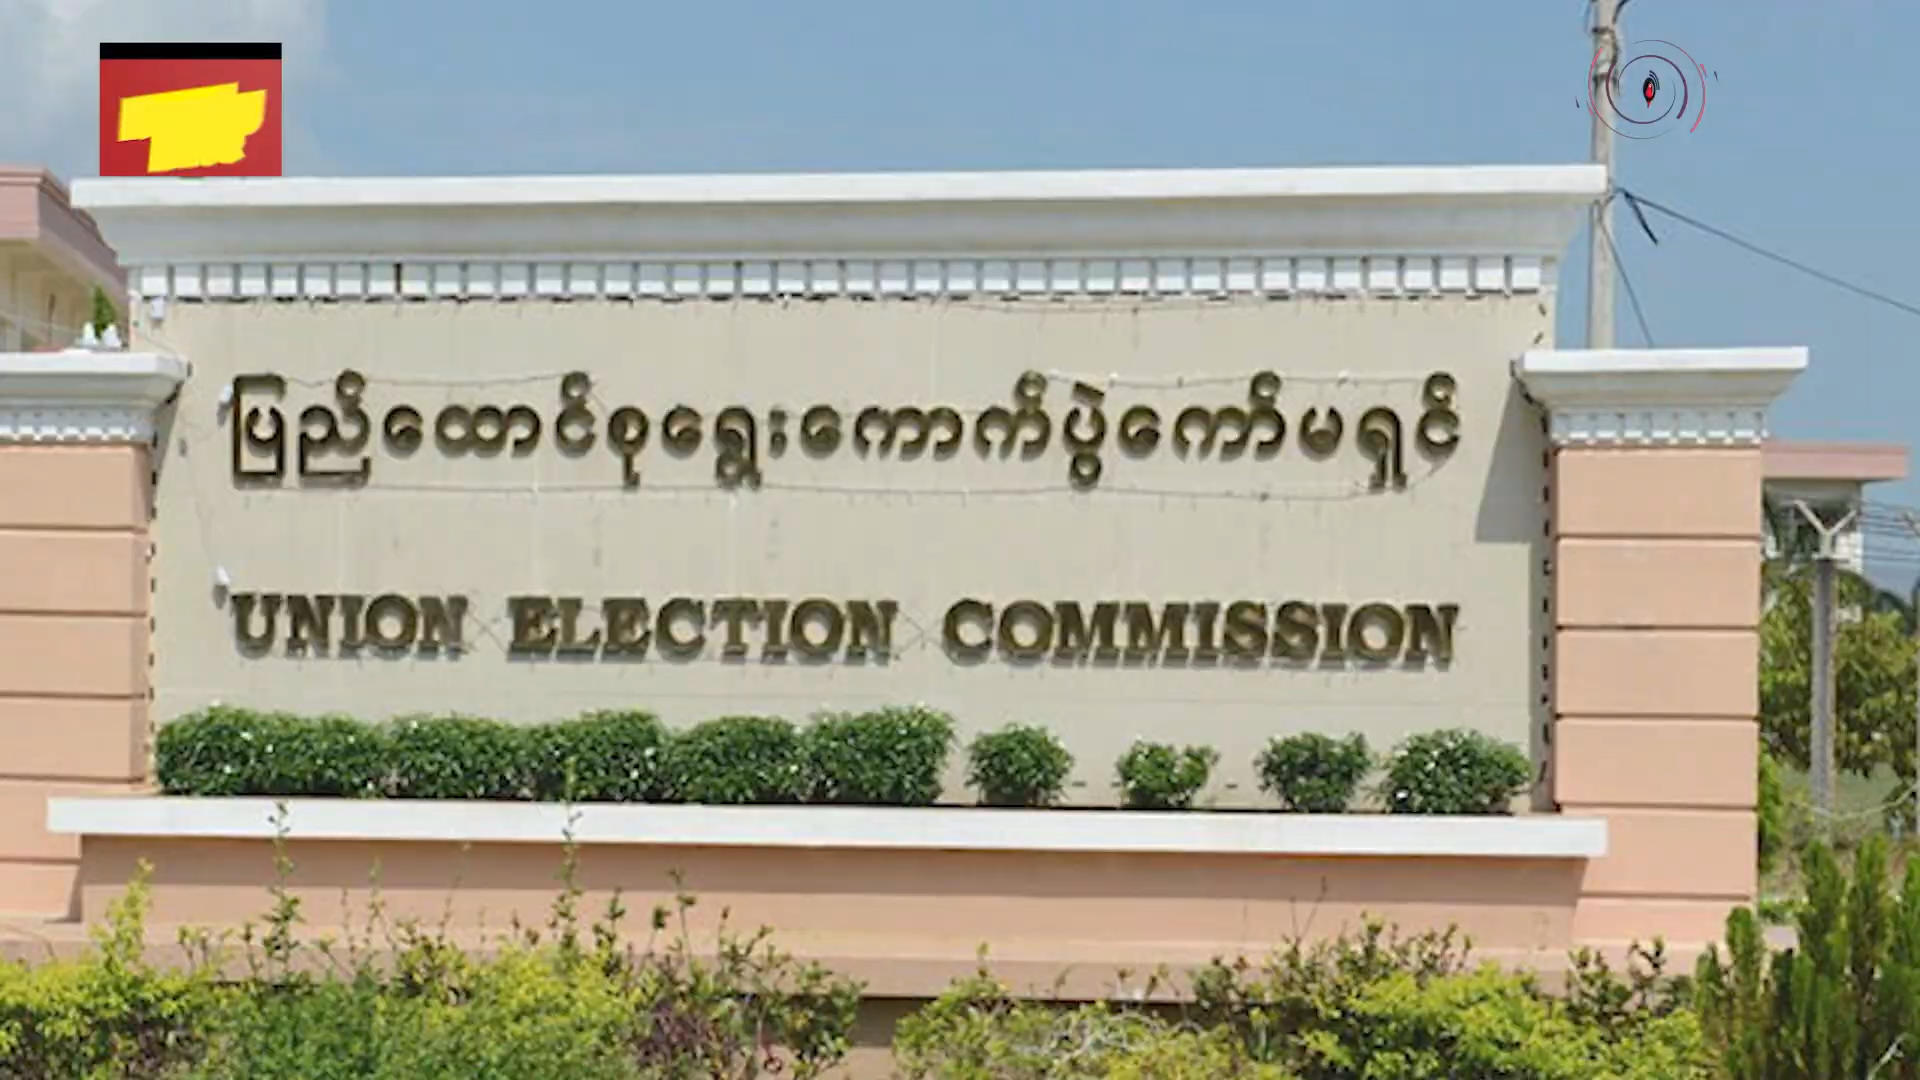 ပြည်ထောင်စုရွေးကောက်ပွဲကော်မရှင်
UNION ELECTION COMMISSION